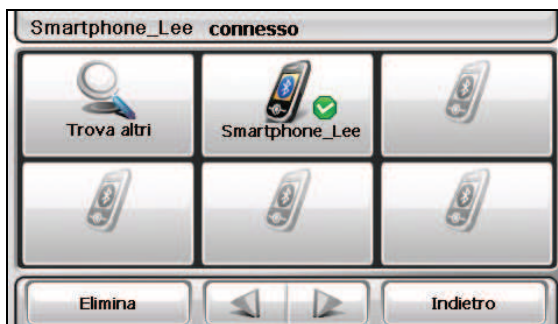 Smartphone_Lee connesso
Trova altri
Smartphone_Lee
Elimina
Indietro